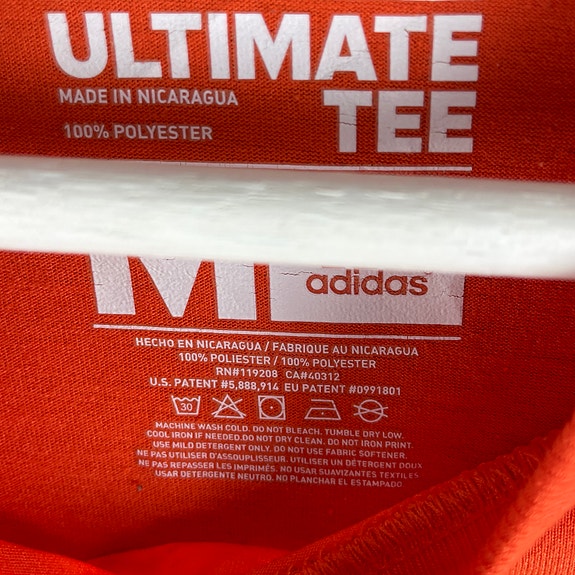 ULTIMATE
MADE IN NICARAGUA
TEE
100% POLYESTER
M
adidas
HECHO EN NICARAGUA / FABRIQUE AU NICARAGUA
100% POLIESTER / 100% POLYESTER
RN#119208 CA#40312
U.S. PATENT #5,888,914 EU PATENT #0991801
30
MACHINE WASH COLD. DO NOT BLEACH. TUMBLE DRY LOW.
COOL IRON IF NEEDED.DO NOT DRY CLEAN. DO NOT IRON PRINT.
USE MILD DETERGENT ONLY. DO NOT USE FABRIC SOFTENER.
NE PAS UTILISER D'ASSOUPLISSEUR. UTILISER UN DÉTERGENT DOUX
NE PAS REPASSER LES IMPRIMÉS. NO USAR SUAVIZANTES TEXTILES
USAR DETERGENTE NEUTRO. NO PLANCHAR EL ESTAMPADO